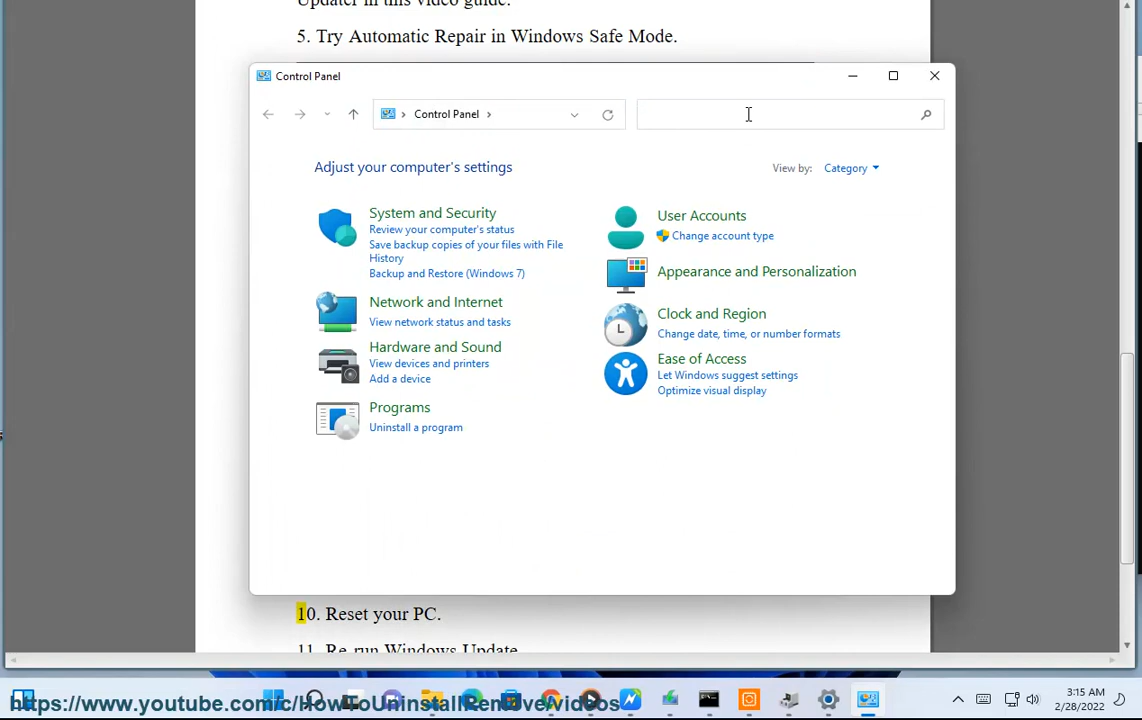 Updater in this video guide.
5. Try Automatic Repair in Windows Safe Mode.
Control Panel
Control Panel
Adjust your computer's settings
View by: Category
System and Security
Review your computer's status
Save backup copies of your files with File
History
Backup and Restore (Windows 7)
Network and Internet
View network status and tasks
Hardware and Sound
View devices and printers
Add a device
Programs
Uninstall a program
User Accounts
Change account type
Appearance and Personalization
Clock and Region
Change date, time, or number formats
Ease of Access
Let Windows suggest settings
Optimize visual display
10. Reset your PC.
11. Re-run Windows Update
https://www.youtube.com/c/HowToUninstallRemovervideos
3:15 AM
2/28/2022